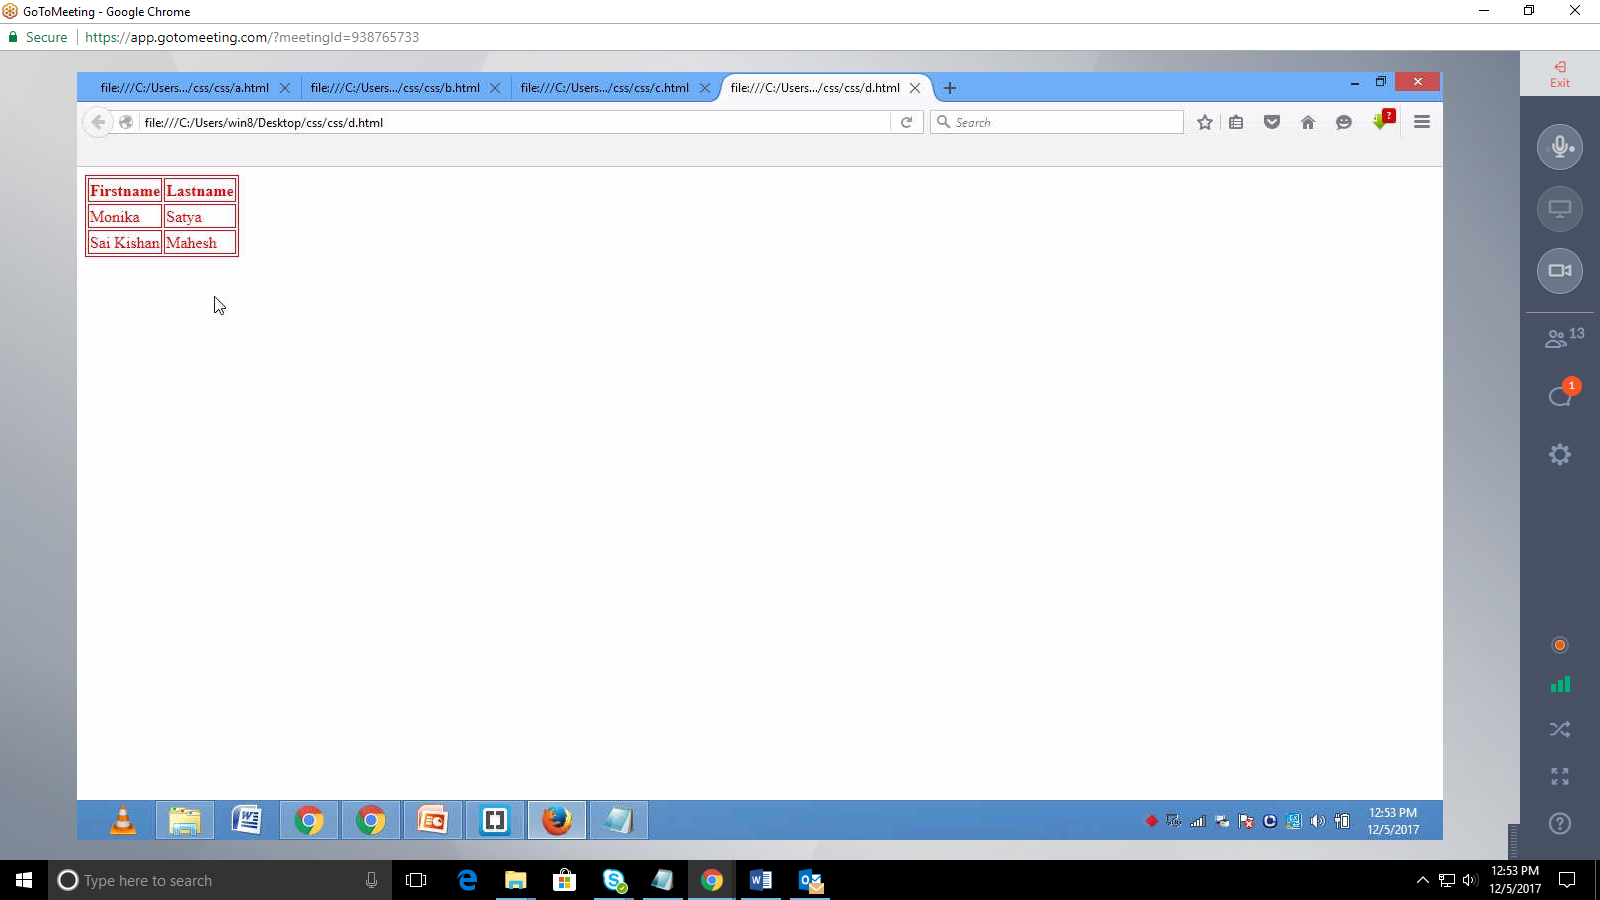 GoToMeeting - Google Chrome
Secure https://app.gotomeeting.com/?meetingId=938765733
Exit
file:///C:/Users.../css/css/a.html file:///C:/Users.../css/css/b.html file:///C:/Users.../css/css/c.html file:///C:/Users.../css/css/d.html
file:///C:/Users/win8/Desktop/css/css/d.html Search ?
Firstname Lastname
Monika Satya
Sai Kishan Mahesh
13
1
12:53 PM
12/5/2017
Type here to search
12:53 PM
12/5/2017